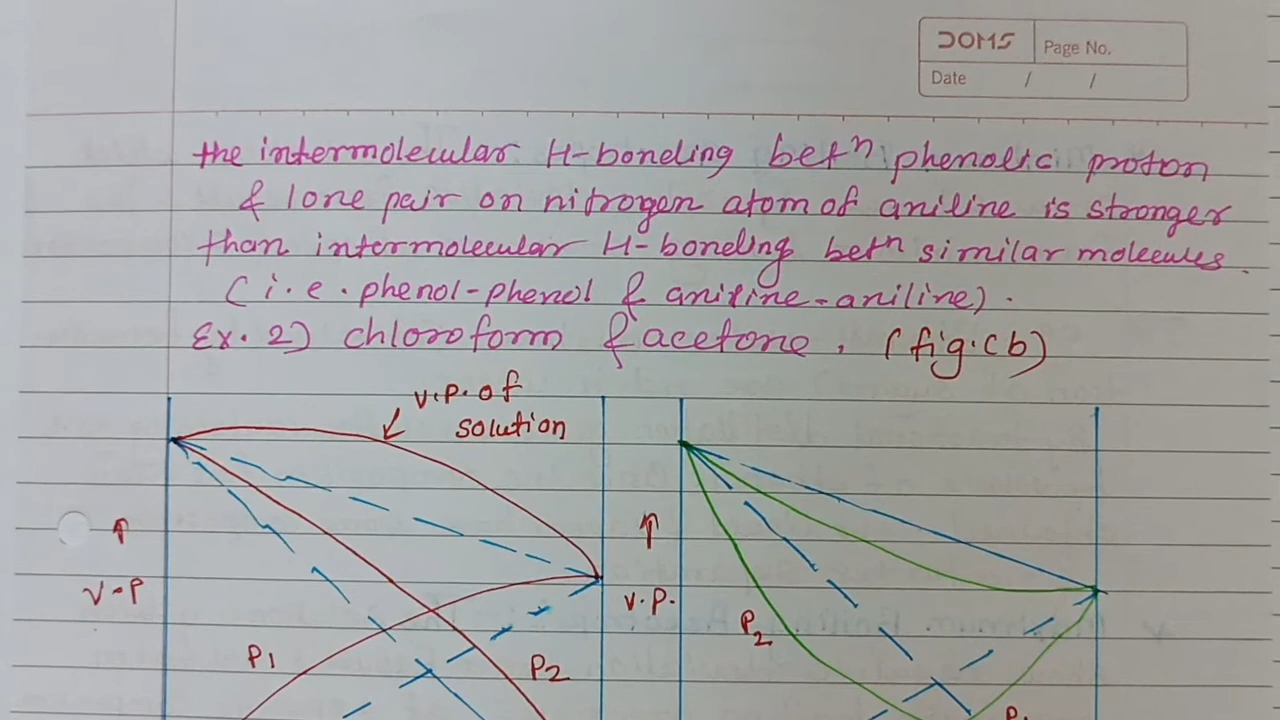 DOMS
Page No.
Date / /
the intermolecular H-bonding betⁿ phenolic proton
& lone pair on nitrogen atom of aniline is stronger
than intermolecular H-bonding betⁿ similar molecules.
(i.e. phenol-phenol & aniline-aniline).
Ex. 2) chloroform & acetone. (fig.(b)
v.p. of
solution
↑
v.p
P1
P2
↑
v.p.
P2